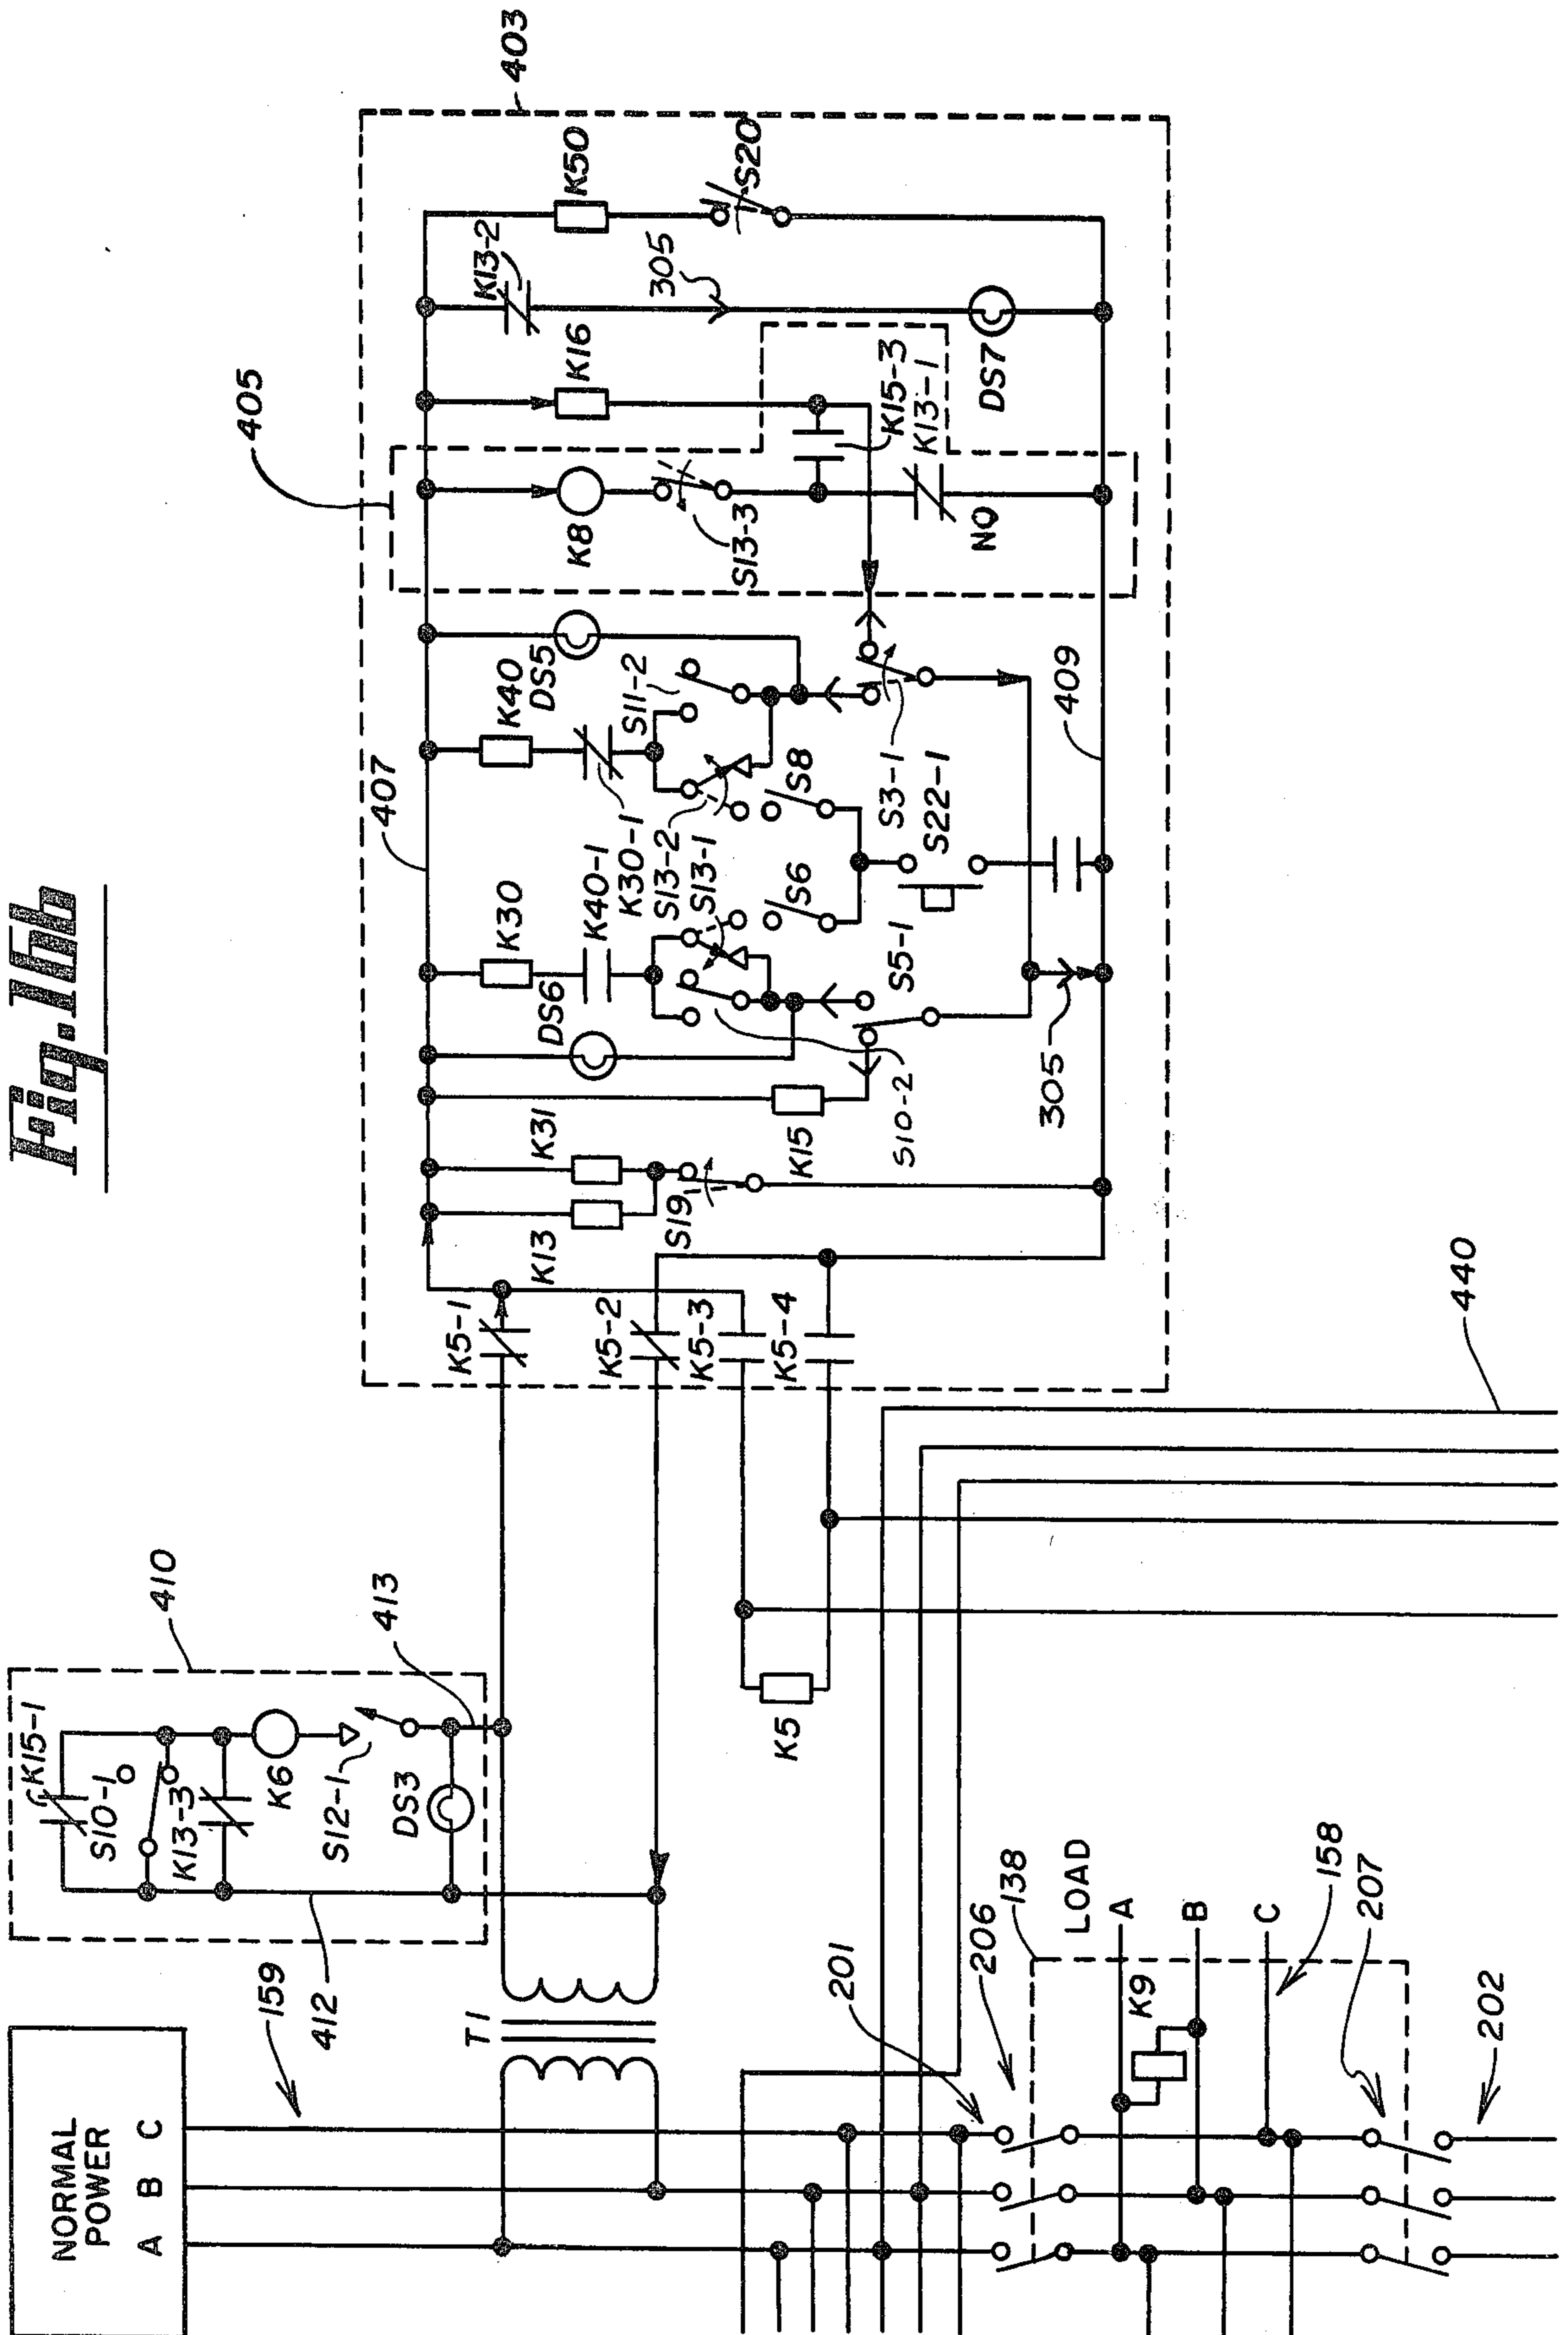 Fig.16b
NORMAL
POWER
A
B
C
159
412
410
K15-1
S10-1
K13-3
K6
S12-1
DS3
413
T1
201
206
138
LOAD
A
B
C
K9
158
207
202
K5
440
403
405
407
409
K5-1
K5-2
K5-3
K5-4
K13
K31
S19
K15
S10-2
DS6
K30
K40-1
K30-1
S13-2
S13-1
S6
S8
S5-1
S22-1
S3-1
305
K40
DS5
S11-2
K8
S13-3
NO
K16
K15-3
K13-1
K13-2
305
DS7
K50
S20